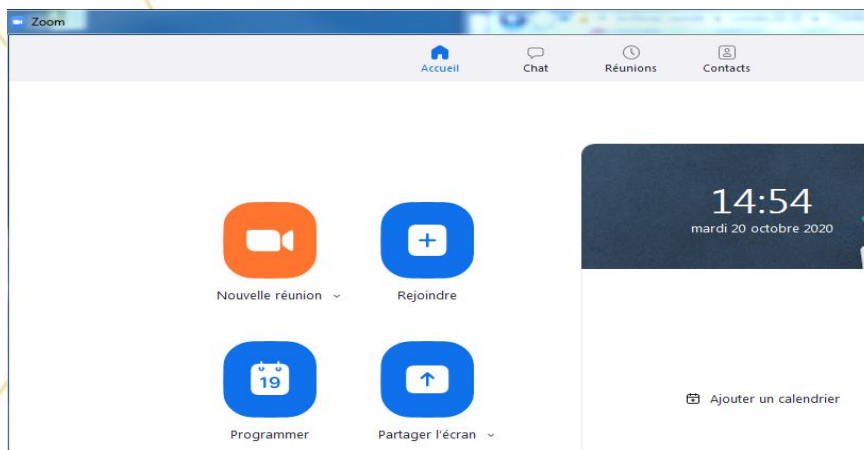 Zoom
Accueil Chat Réunions Contacts
14:54
mardi 20 octobre 2020
Nouvelle réunion Rejoindre
19
Ajouter un calendrier
Programmer Partager l'écran